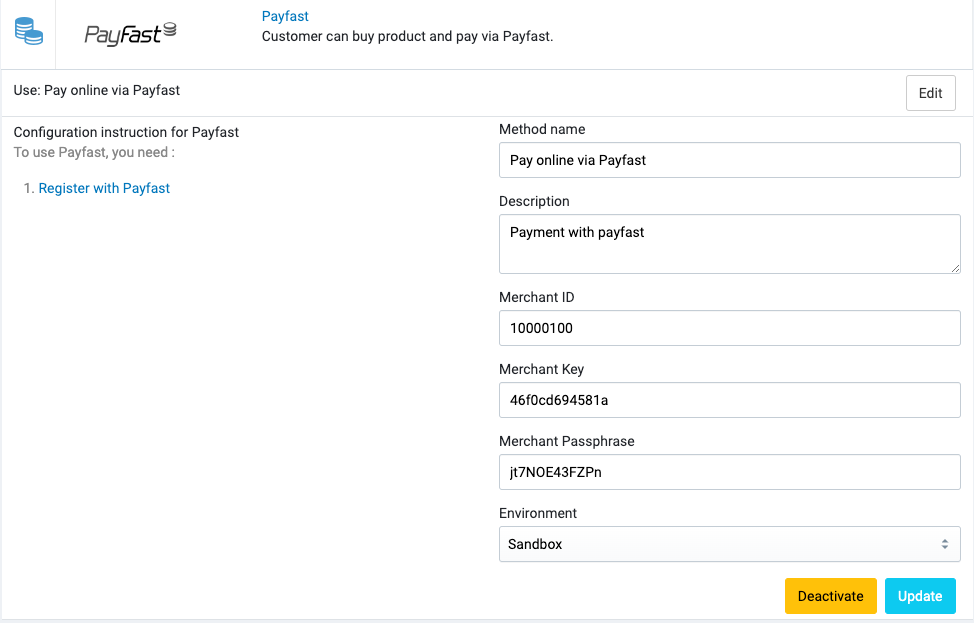 PayFast
Payfast
Customer can buy product and pay via Payfast.
Use: Pay online via Payfast
Edit
Configuration instruction for Payfast
To use Payfast, you need :
1. Register with Payfast
Method name
Pay online via Payfast
Description
Payment with payfast
Merchant ID
10000100
Merchant Key
46f0cd694581a
Merchant Passphrase
jt7NOE43FZPn
Environment
Sandbox
Deactivate
Update